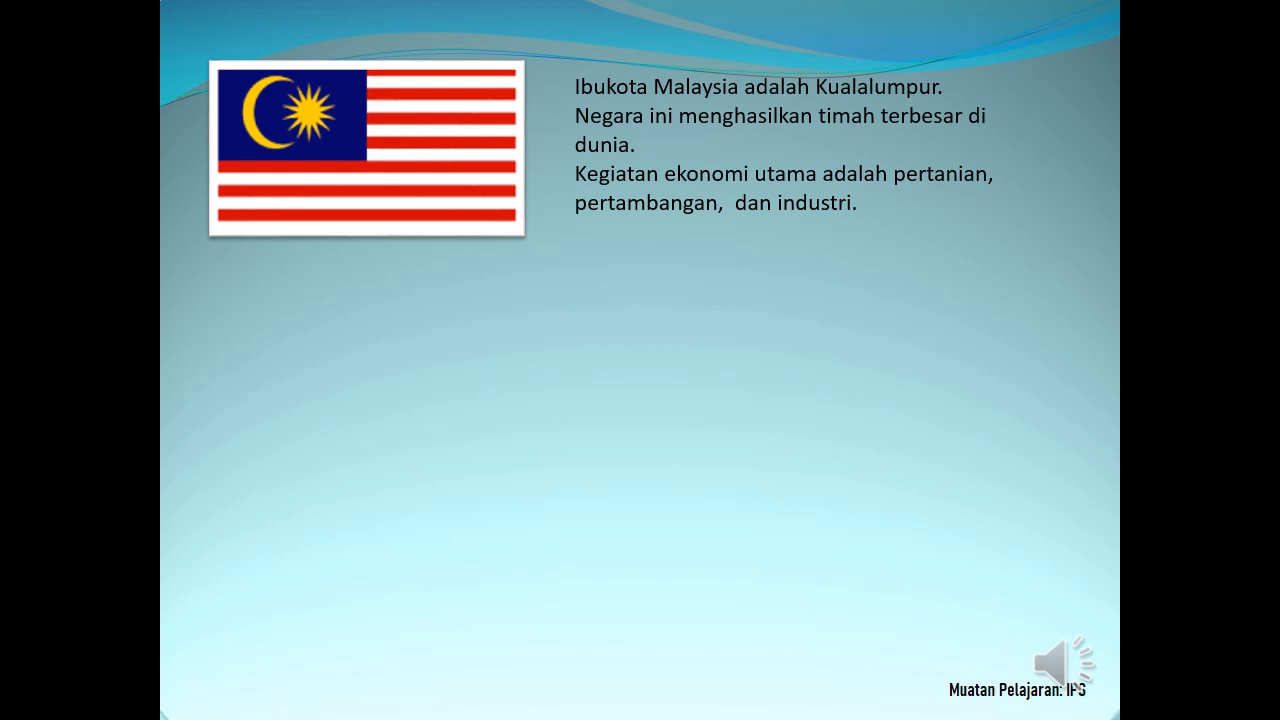 Ibukota Malaysia adalah Kualalumpur.
Negara ini menghasilkan timah terbesar di
dunia.
Kegiatan ekonomi utama adalah pertanian,
pertambangan,  dan industri.
Muatan Pelajaran: IPS